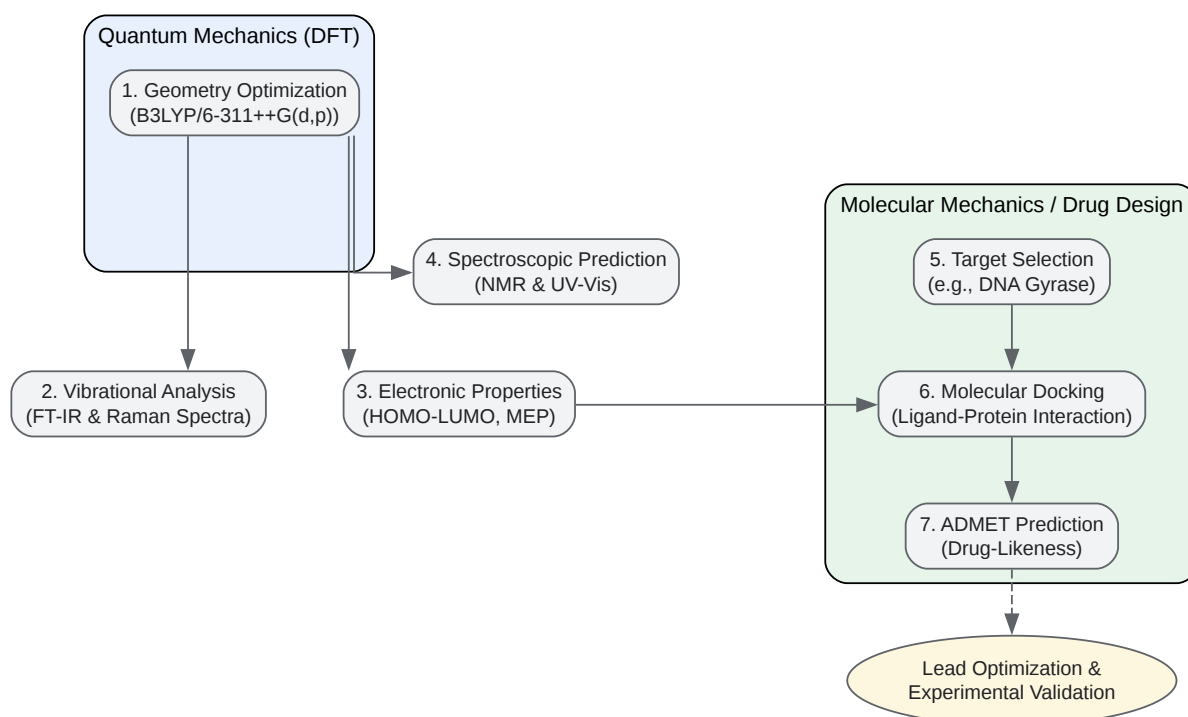 Quantum Mechanics (DFT)
1. Geometry Optimization
(B3LYP/6-311++G(d,p))
Molecular Mechanics / Drug Design
4. Spectroscopic Prediction
(NMR & UV-Vis)
5. Target Selection
(e.g., DNA Gyrase)
2. Vibrational Analysis
(FT-IR & Raman Spectra)
3. Electronic Properties
(HOMO-LUMO, MEP)
6. Molecular Docking
(Ligand-Protein Interaction)
7. ADMET Prediction
(Drug-Likeness)
Lead Optimization &
Experimental Validation